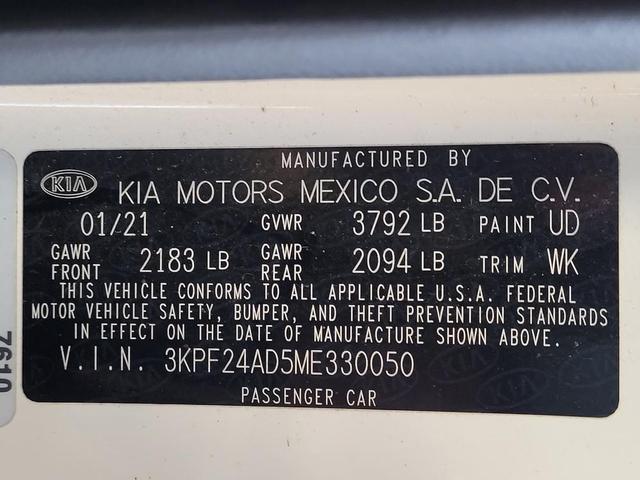 MANUFACTURED BY
KIA KIA MOTORS MEXICO S.A. DE C.V.
01/21 GVWR 3792 LB PAINT UD
GAWR FRONT 2183 LB GAWR REAR 2094 LB TRIM WK
THIS VEHICLE CONFORMS TO ALL APPLICABLE U.S.A. FEDERAL
MOTOR VEHICLE SAFETY, BUMPER, AND THEFT PREVENTION STANDARDS
IN EFFECT ON THE DATE OF MANUFACTURE SHOWN ABOVE.
V.I.N. 3KPF24AD5ME330050
PASSENGER CAR